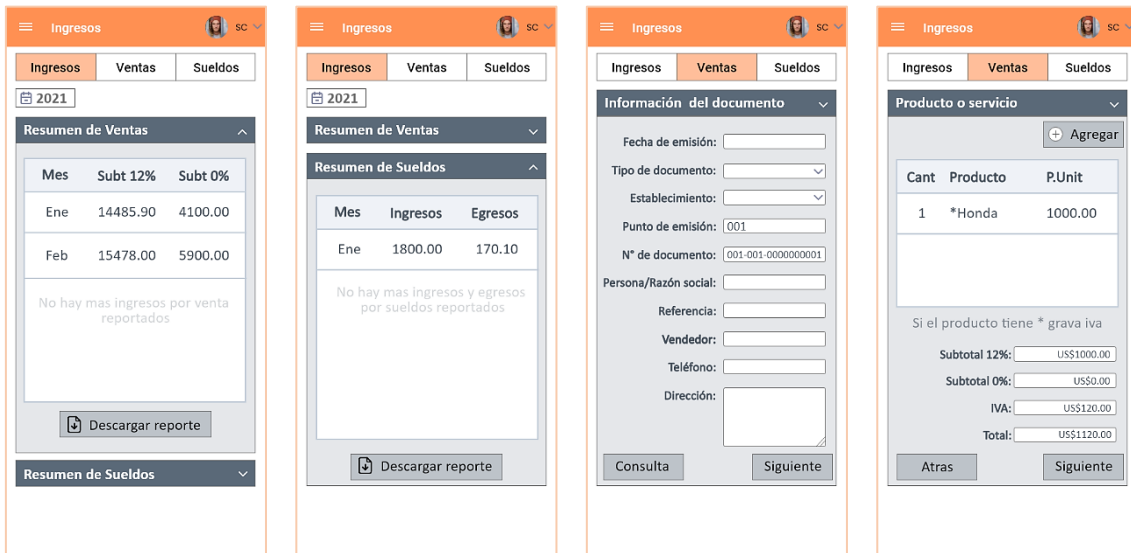 Ingresos
SC
Ingresos Ventas Sueldos
2021
Resumen de Ventas
Mes Subt 12% Subt 0%
Ene 14485.90 4100.00
Feb 15478.00 5900.00
No hay mas ingresos por venta
reportados
Descargar reporte
Resumen de Sueldos
Ingresos
SC
Ingresos Ventas Sueldos
2021
Resumen de Ventas
Resumen de Sueldos
Mes Ingresos Egresos
Ene 1800.00 170.10
No hay mas ingresos y egresos
por sueldos reportados
Descargar reporte
Ingresos
SC
Ingresos Ventas Sueldos
Información del documento
Fecha de emisión:
Tipo de documento:
Establecimiento:
Punto de emisión: 001
N° de documento: 001-001-0000000001
Persona/Razón social:
Referencia:
Vendedor:
Teléfono:
Dirección:
Consulta Siguiente
Ingresos
SC
Ingresos Ventas Sueldos
Producto o servicio
Agregar
Cant Producto P.Unit
1 *Honda 1000.00
Si el producto tiene * grava iva
Subtotal 12%: US$1000.00
Subtotal 0%: US$0.00
IVA: US$120.00
Total: US$1120.00
Atras Siguiente